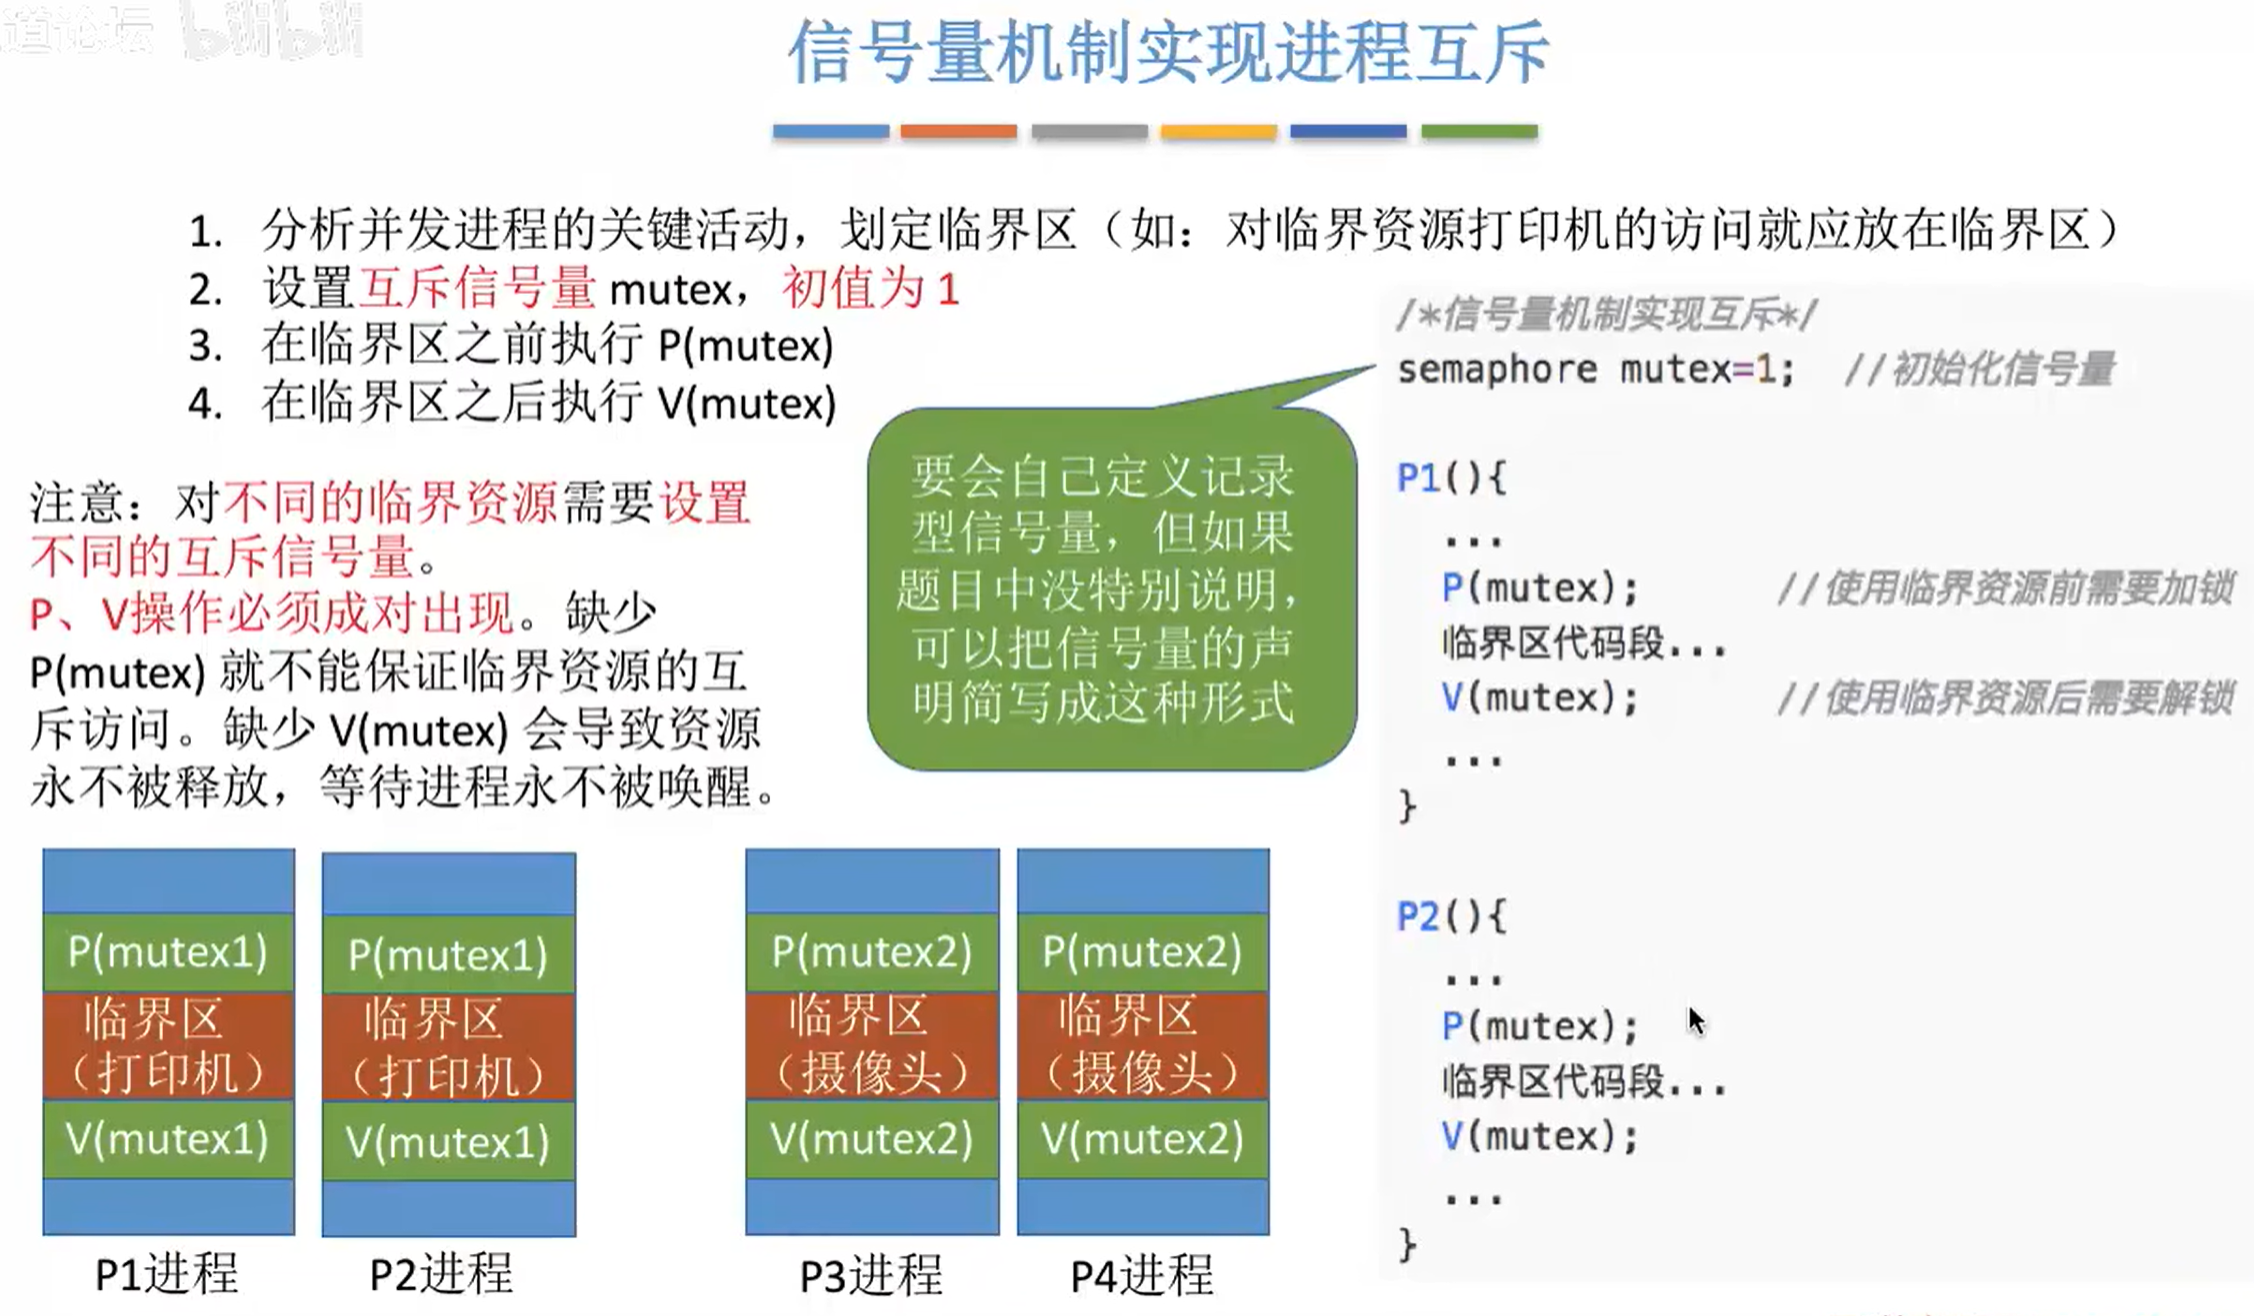 道论坛 bilibili
信号量机制实现进程互斥
1. 分析并发进程的关键活动，划定临界区（如：对临界资源打印机的访问就应放在临界区）
2. 设置互斥信号量 mutex，初值为 1
3. 在临界区之前执行 P(mutex)
4. 在临界区之后执行 V(mutex)
注意：对不同的临界资源需要设置
不同的互斥信号量。
P、V操作必须成对出现。缺少
P(mutex) 就不能保证临界资源的互
斥访问。缺少 V(mutex) 会导致资源
永不被释放，等待进程永不被唤醒。
要会自己定义记录
型信号量，但如果
题目中没特别说明，
可以把信号量的声
明简写成这种形式
/*信号量机制实现互斥*/
semaphore mutex=1; //初始化信号量
P1(){
...
P(mutex); //使用临界资源前需要加锁
临界区代码段...
V(mutex); //使用临界资源后需要解锁
...
}
P2(){
...
P(mutex);
临界区代码段...
V(mutex);
...
}
P(mutex1)
临界区
（打印机）
V(mutex1)
P1进程
P(mutex1)
临界区
（打印机）
V(mutex1)
P2进程
P(mutex2)
临界区
（摄像头）
V(mutex2)
P3进程
P(mutex2)
临界区
（摄像头）
V(mutex2)
P4进程